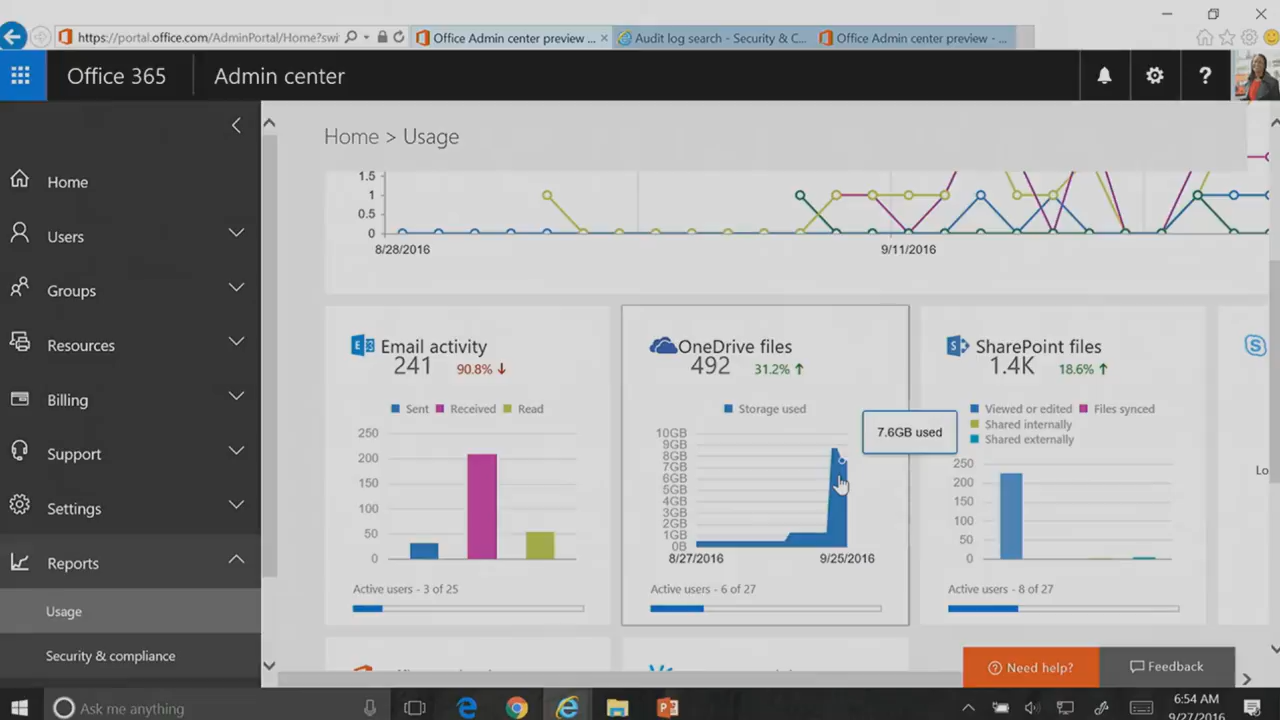 https://portal.office.com/AdminPortal/Home?swi
Office Admin center preview ...
Audit log search - Security & C...
Office Admin center preview - ...
Office 365
Admin center
?
Home
Users
Groups
Resources
Billing
Support
Settings
Reports
Usage
Security & compliance
Home > Usage
1.5
1
0.5
0
8/28/2016
9/11/2016
Email activity
241 90.8%
Sent Received Read
250
200
150
100
50
0
Active users - 3 of 25
OneDrive files
492 31.2%
Storage used
10GB
9GB
8GB
7GB
6GB
5GB
4GB
3GB
2GB
1GB
0B
8/27/2016
9/25/2016
7.6GB used
Active users - 6 of 27
SharePoint files
1.4K 18.6%
Viewed or edited Files synced
Shared internally
Shared externally
250
200
150
100
50
0
Active users - 8 of 27
Lo
Need help?
Feedback
Ask me anything
6:54 AM
9/27/2016